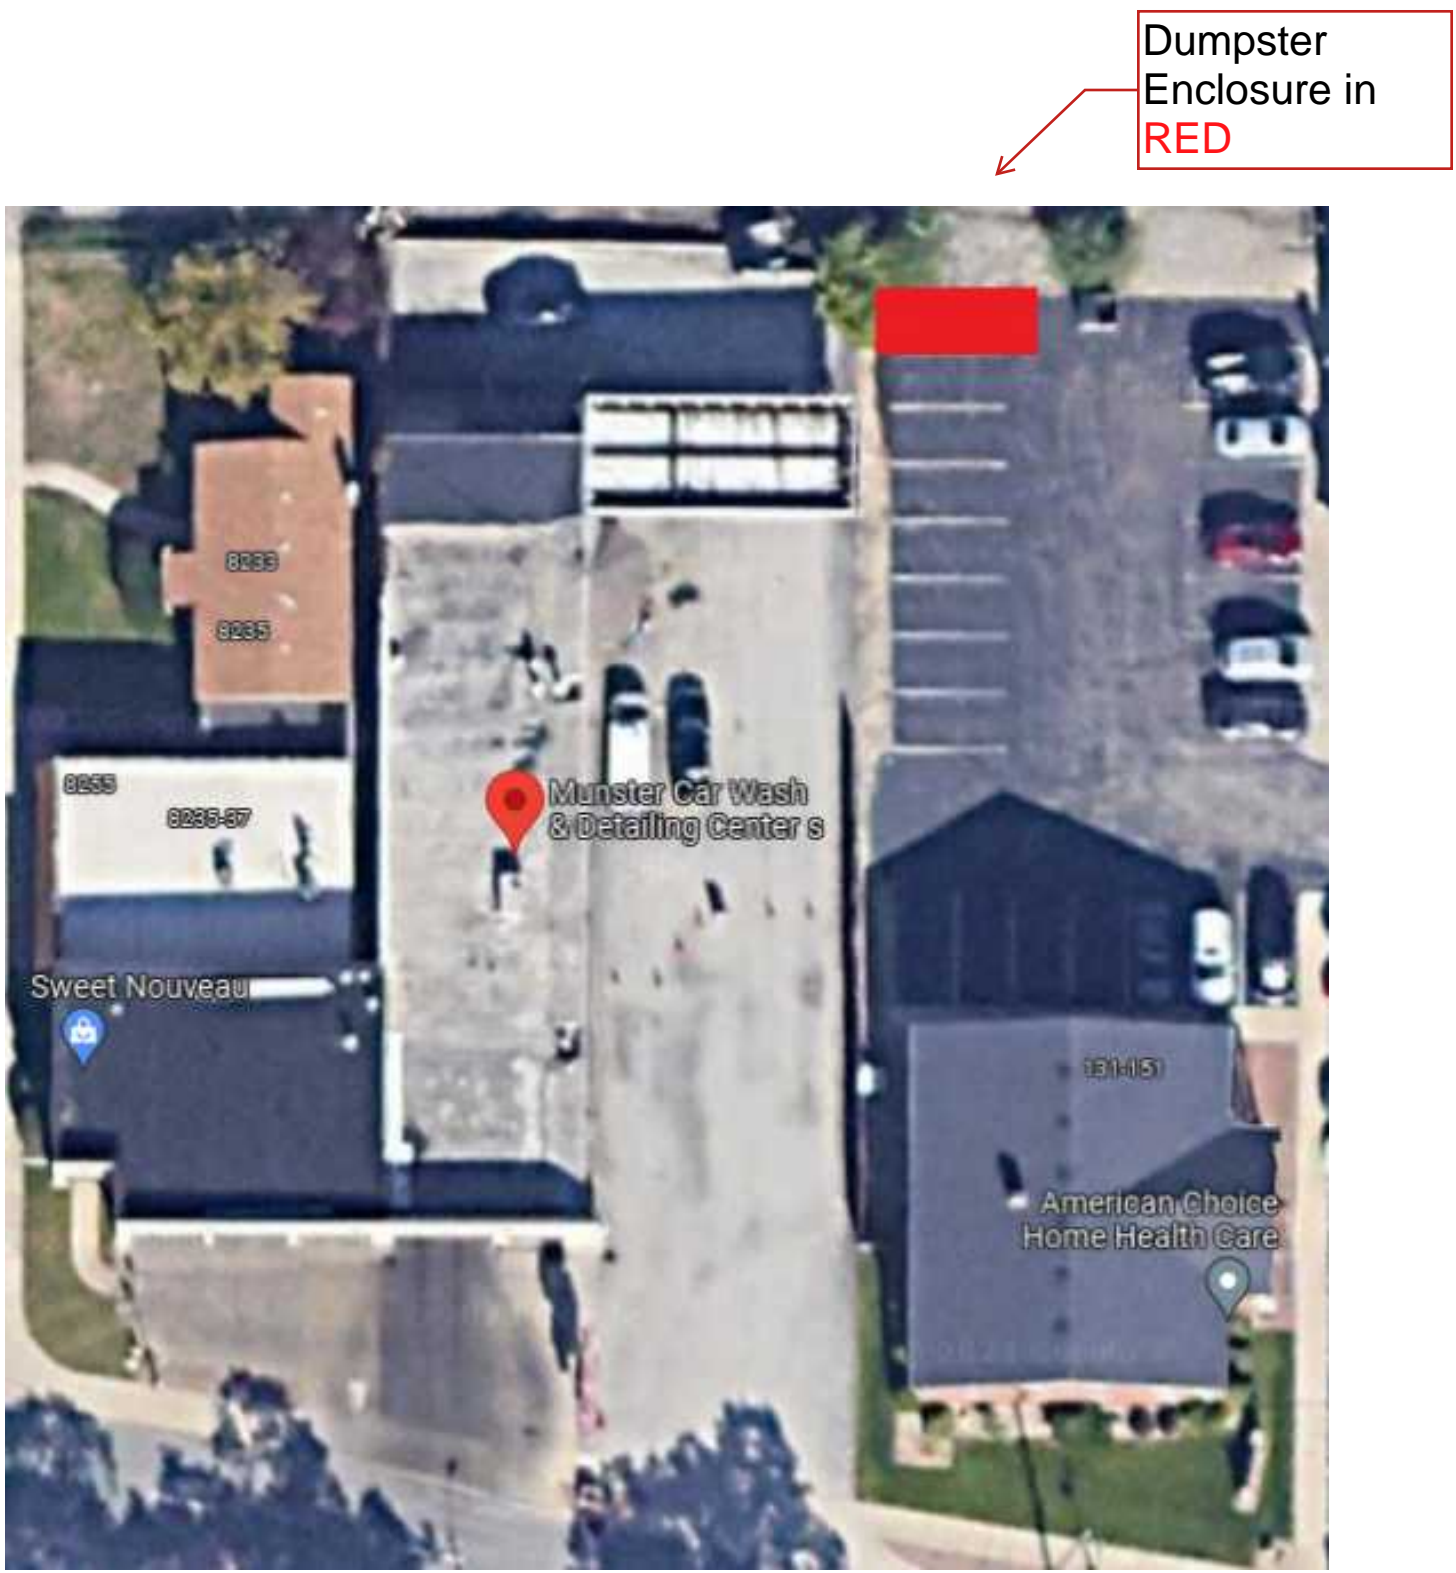 Dumpster
Enclosure in
RED
8233
8235
8255
8235-37
Munster Car Wash
& Detailing Center s
Sweet Nouveau
131-151
American Choice
Home Health Care